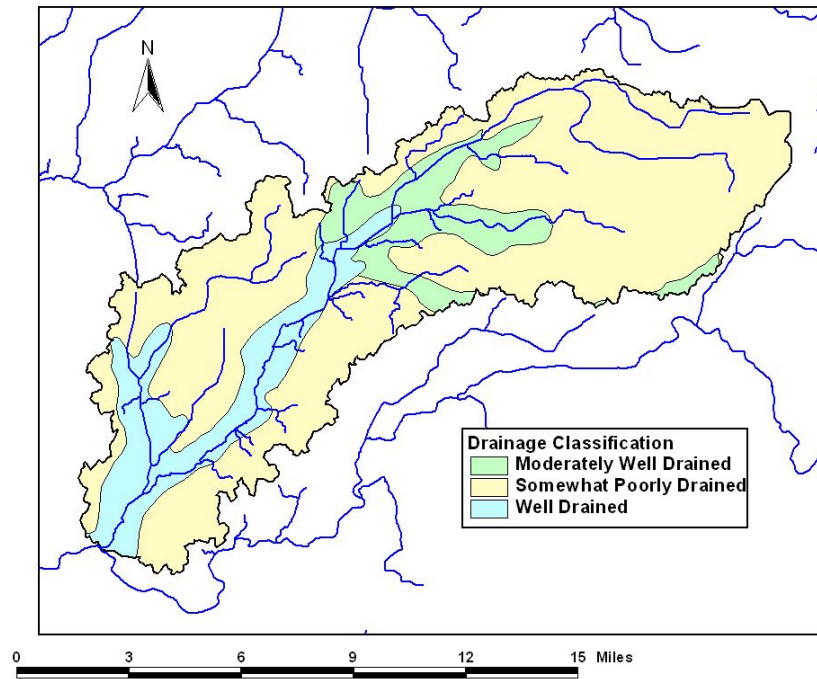 N
Drainage Classification
Moderately Well Drained
Somewhat Poorly Drained
Well Drained
0 3 6 9 12 15 Miles